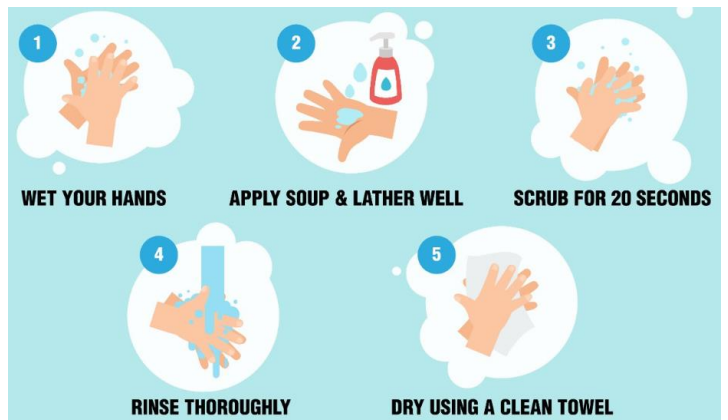 1
WET YOUR HANDS
2
APPLY SOUP & LATHER WELL
3
SCRUB FOR 20 SECONDS
4
RINSE THOROUGHLY
5
DRY USING A CLEAN TOWEL